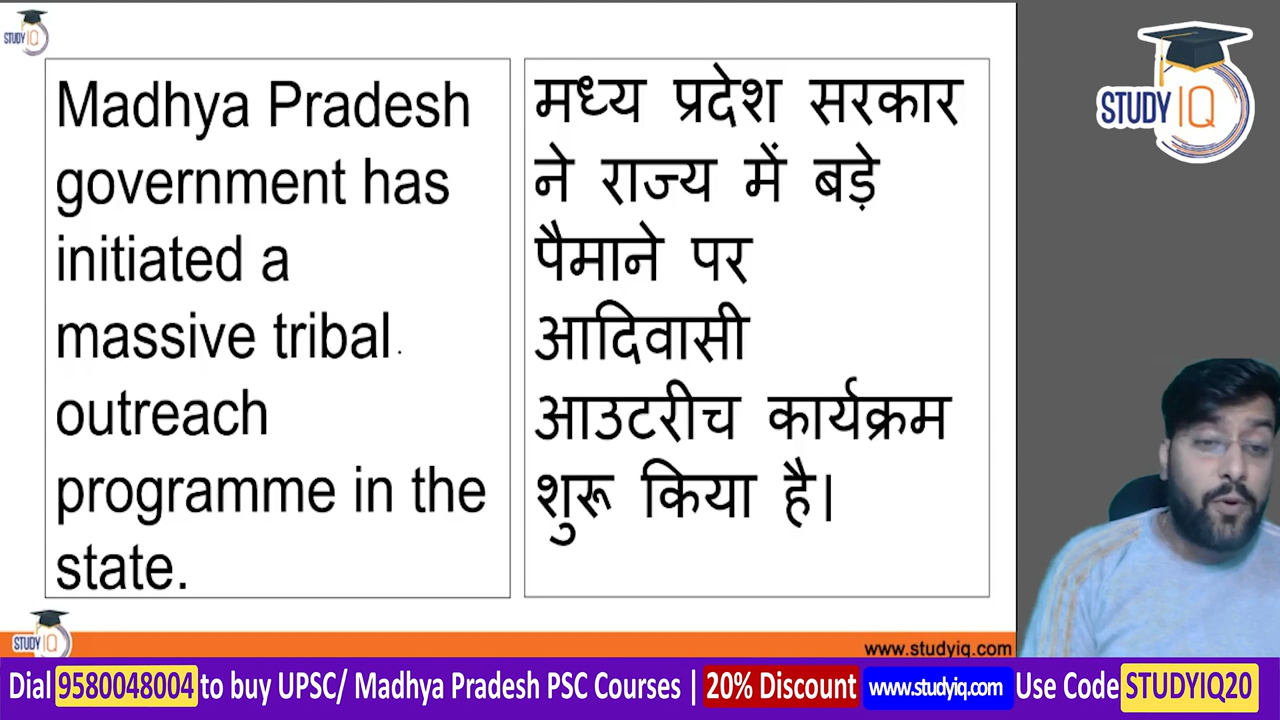 STUDY IQ
Madhya Pradesh
government has
initiated a
massive tribal
outreach
programme in the
state.
मध्य प्रदेश सरकार
ने राज्य में बड़े
पैमाने पर
आदिवासी
आउटरीच कार्यक्रम
शुरू किया है।
STUDY IQ
STUDY IQ
www.studyiq.com
Dial 9580048004 to buy UPSC/ Madhya Pradesh PSC Courses | 20% Discount www.studyiq.com Use Code STUDYIQ20